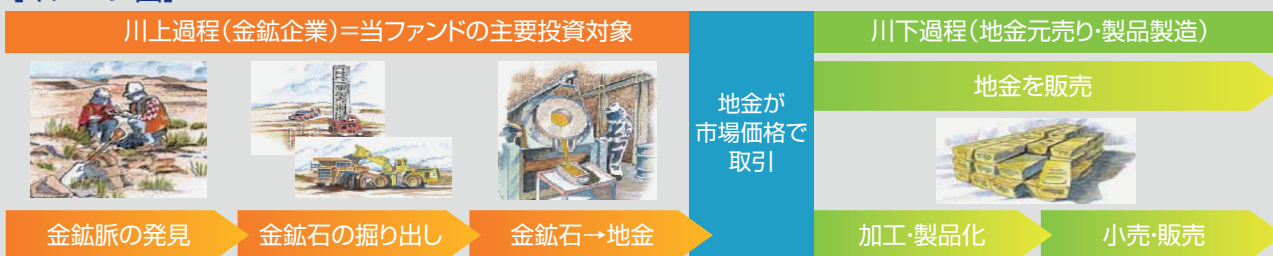 川上過程(金鉱企業)=当ファンドの主要投資対象
金鉱脈の発見
金鉱石の掘り出し
金鉱石→地金
地金が
市場価格で
取引
川下過程(地金元売り・製品製造)
地金を販売
加工・製品化
小売・販売